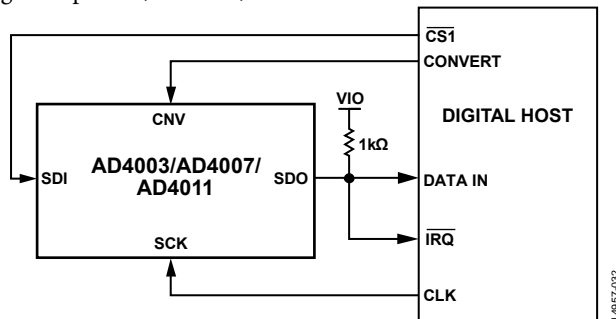 CS1
CONVERT
VIO
CNV
DIGITAL HOST
1kΩ
AD4003/AD4007/
AD4011
SDI
SDO
DATA IN
IRQ
SCK
CLK